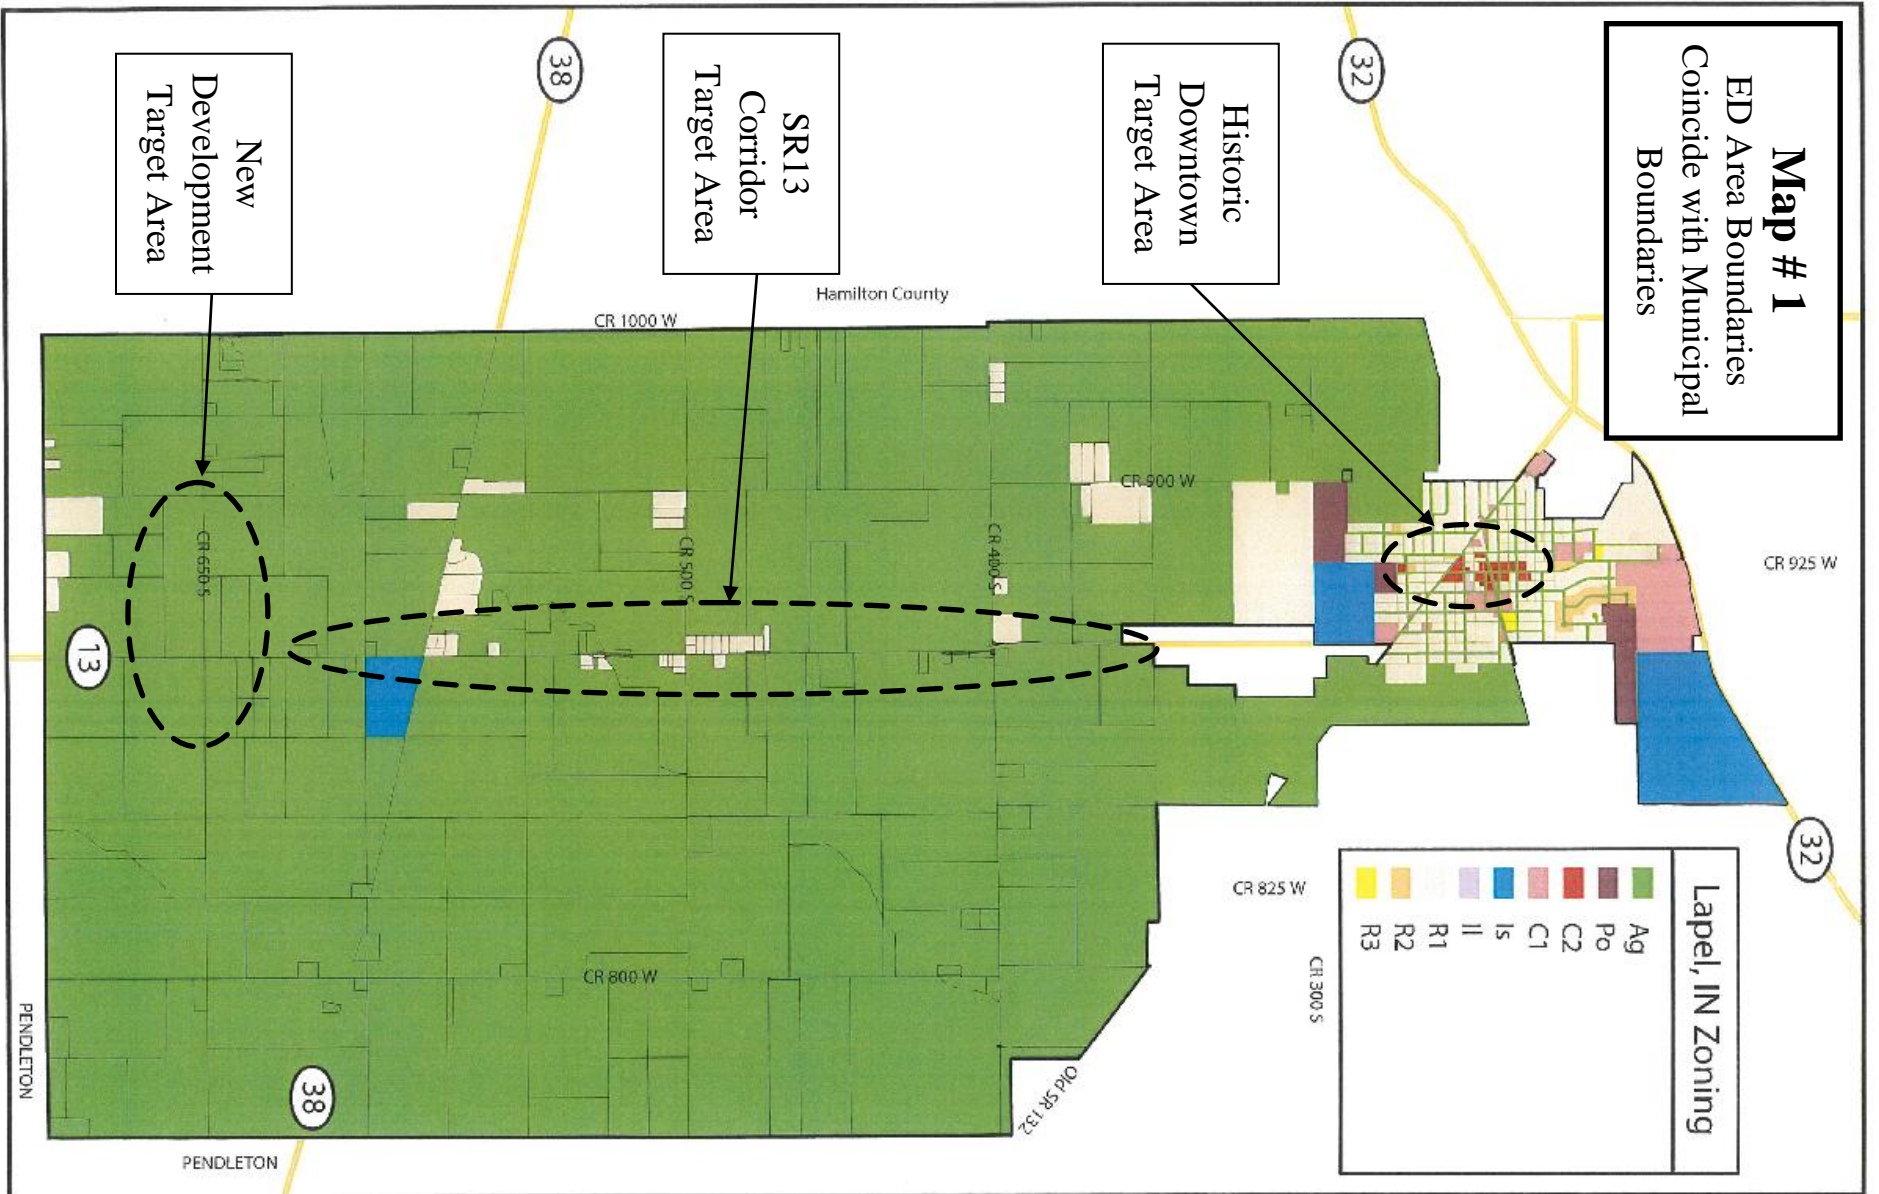 Map # 1
ED Area Boundaries
Coincide with Municipal
Boundaries
32
Historic
Downtown
Target Area
SR13
Corridor
Target Area
38
New
Development
Target Area
Hamilton County
CR 1000 W
CR 900 W
CR 925 W
CR 400 S
CR 500 S
CR 650 S
13
32
Lapel, IN Zoning
Ag
Po
C2
C1
Is
Il
R1
R2
R3
CR 825 W
CR 300 S
CR 800 W
Old SR 132
38
PENDLETON
PENDLETON